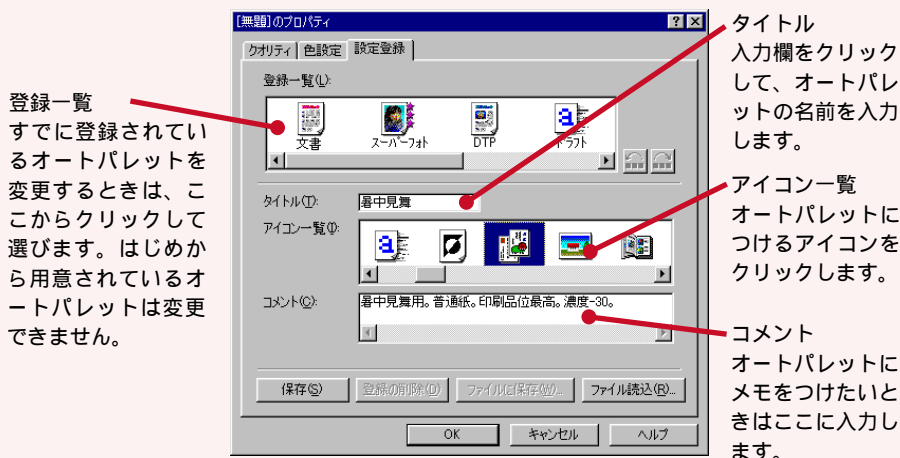 登録一覧
すでに登録されてい
るオートパレットを
変更するときは、こ
こからクリックして
選びます。はじめか
ら用意されているオ
ートパレットは変更
できません。
[無題]のプロパティ
クオリティ 色設定 設定登録
登録一覧(L):
文書 スーパーフォト DTP ドラフト
タイトル(T): 暑中見舞
アイコン一覧(I):
コメント(C): 暑中見舞用。普通紙。印刷品位最高。濃度-30。
保存(S) 登録の削除(D) ファイルに保存(W)... ファイル読込(R)...
OK キャンセル ヘルプ
タイトル
入力欄をクリック
して、オートパレ
ットの名前を入力
します。
アイコン一覧
オートパレットに
つけるアイコンを
クリックします。
コメント
オートパレットに
メモをつけたいと
きはここに入力し
ます。